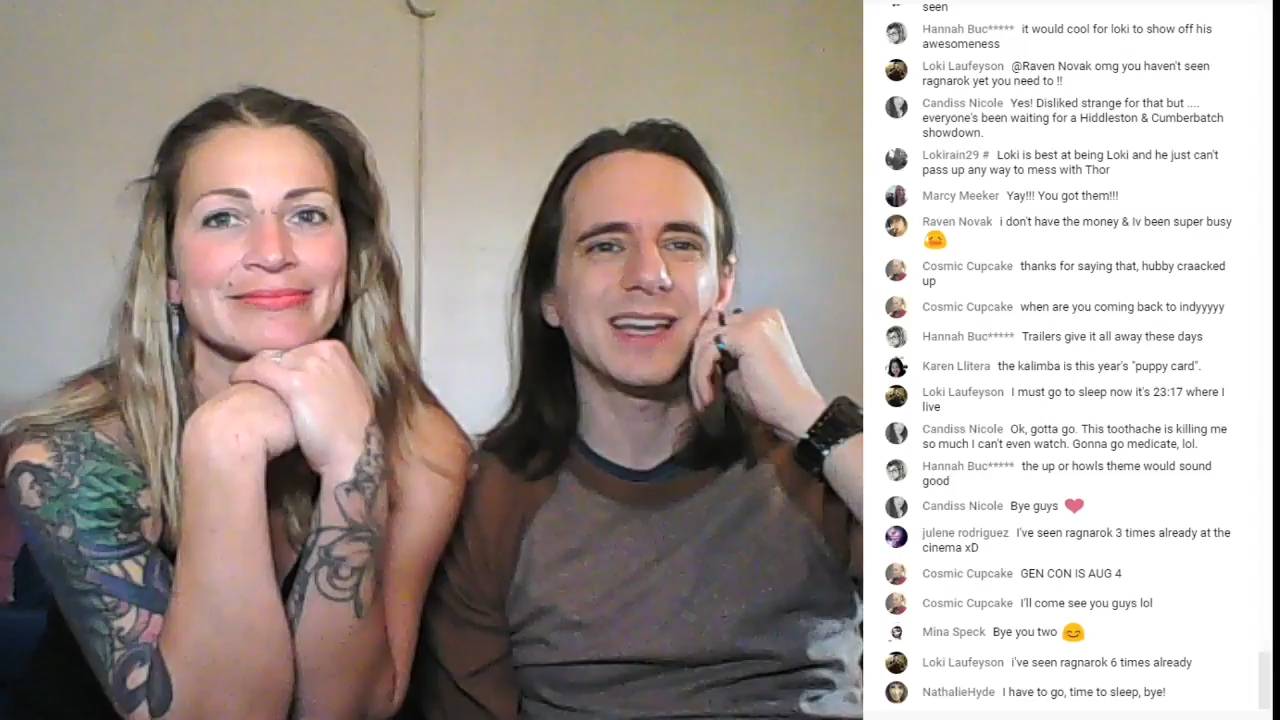 seen
Hannah Buc***** it would cool for loki to show off his
awesomeness
Loki Laufeyson @Raven Novak omg you haven't seen
ragnarok yet you need to !!
Candiss Nicole Yes! Disliked strange for that but ....
everyone's been waiting for a Hiddleston & Cumberbatch
showdown.
Lokirain29 # Loki is best at being Loki and he just can't
pass up any way to mess with Thor
Marcy Meeker Yay!!! You got them!!!
Raven Novak i don't have the money & Iv been super busy
Cosmic Cupcake thanks for saying that, hubby craacked
up
Cosmic Cupcake when are you coming back to indyyyyy
Hannah Buc***** Trailers give it all away these days
Karen Llitera the kalimba is this year's "puppy card".
Loki Laufeyson I must go to sleep now it's 23:17 where I
live
Candiss Nicole Ok, gotta go. This toothache is killing me
so much I can't even watch. Gonna go medicate, lol.
Hannah Buc***** the up or howls theme would sound
good
Candiss Nicole Bye guys
julene rodriguez I've seen ragnarok 3 times already at the
cinema xD
Cosmic Cupcake GEN CON IS AUG 4
Cosmic Cupcake I'll come see you guys lol
Mina Speck Bye you two
Loki Laufeyson i've seen ragnarok 6 times already
NathalieHyde I have to go, time to sleep, bye!